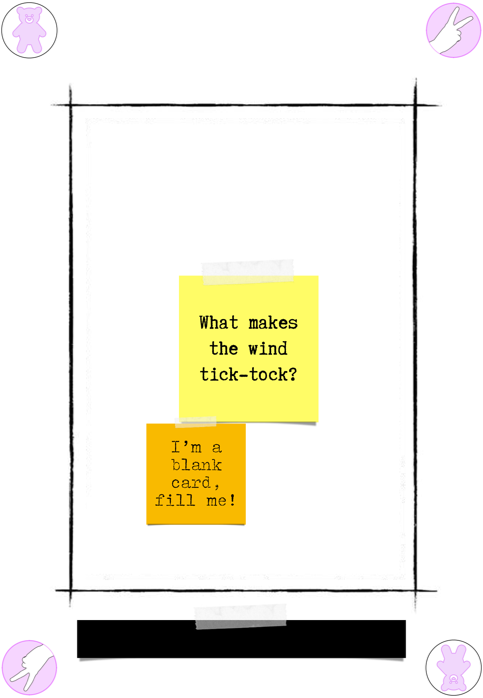 What makes
the wind
tick-tock?
I'm a
blank
card,
fill me!